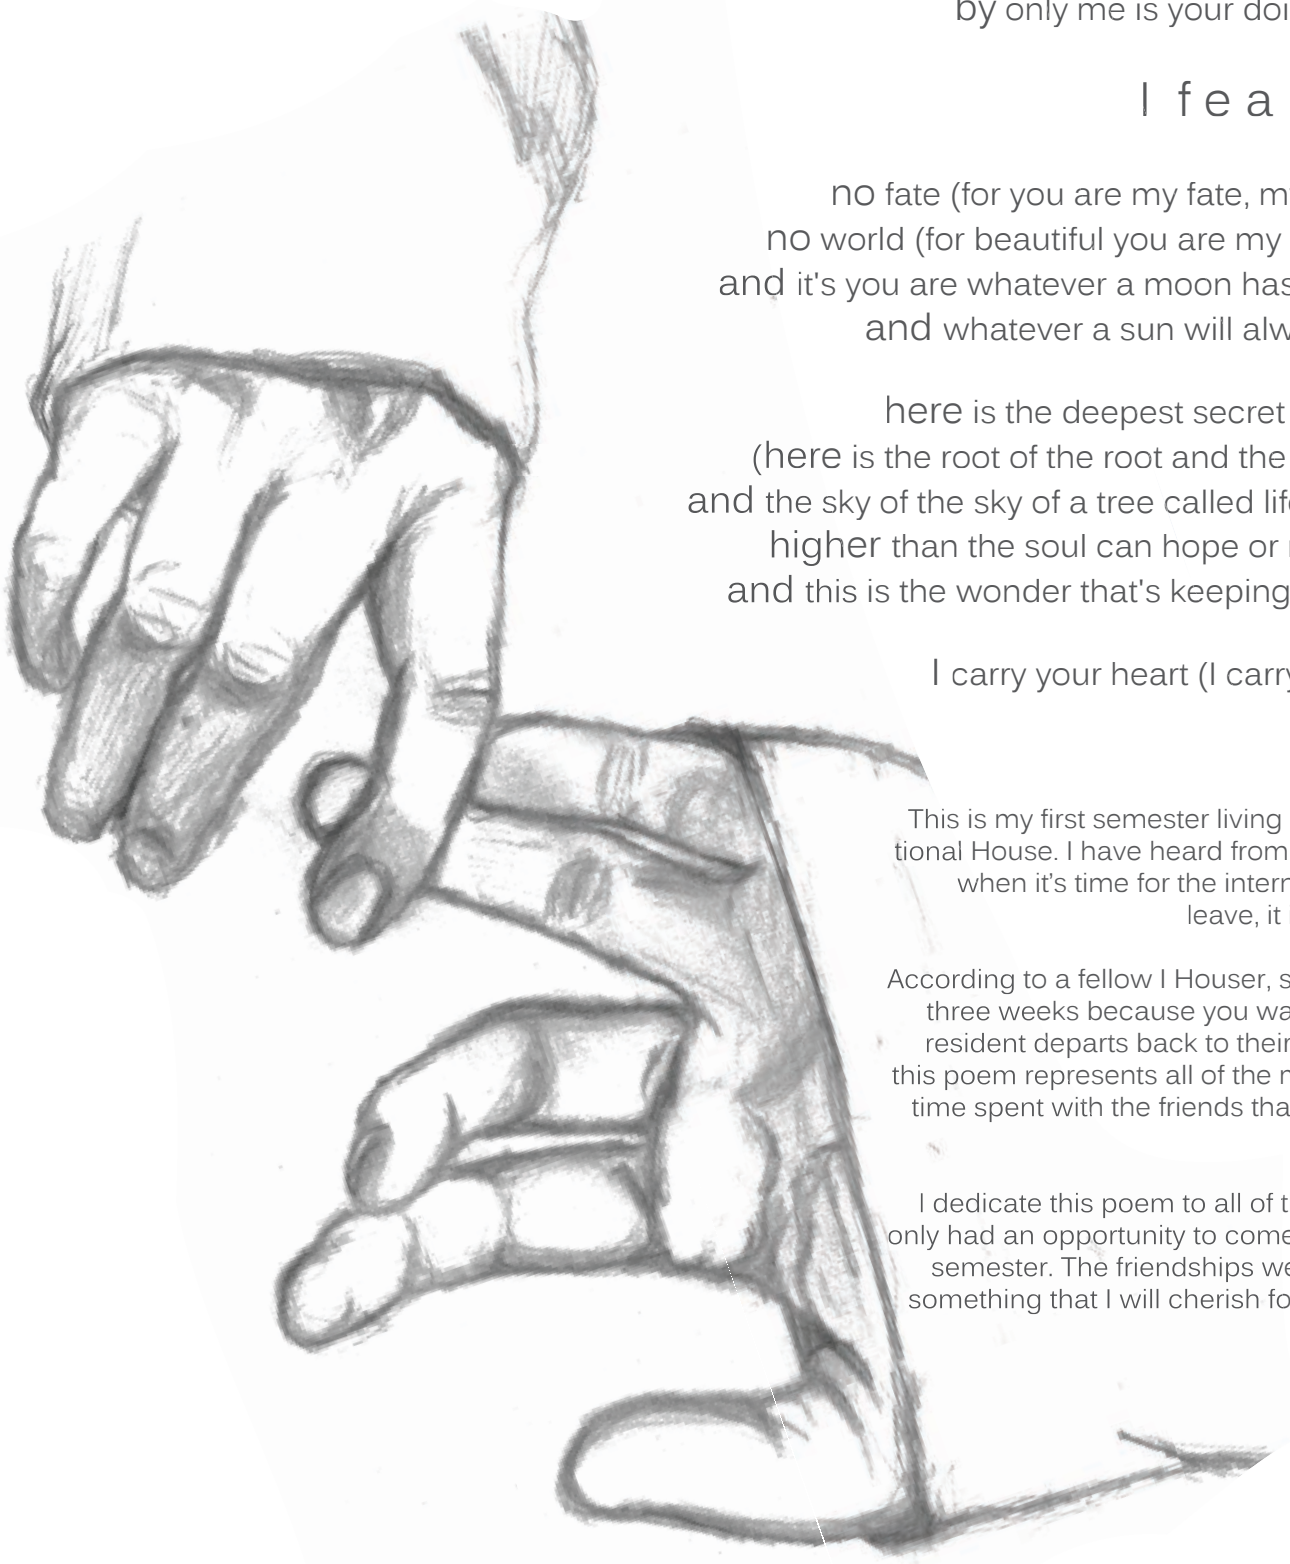 by only me is your doi
I fea
no fate (for you are my fate, m
no world (for beautiful you are my
and it's you are whatever a moon has
and whatever a sun will alw
here is the deepest secret
(here is the root of the root and the
and the sky of the sky of a tree called life
higher than the soul can hope or
and this is the wonder that's keeping
I carry your heart (I carry
This is my first semester living
tional House. I have heard from
when it’s time for the intern
leave, it
According to a fellow I Houser, s
three weeks because you wa
resident departs back to their
this poem represents all of the
time spent with the friends tha
I dedicate this poem to all of t
only had an opportunity to come
semester. The friendships we
something that I will cherish fo